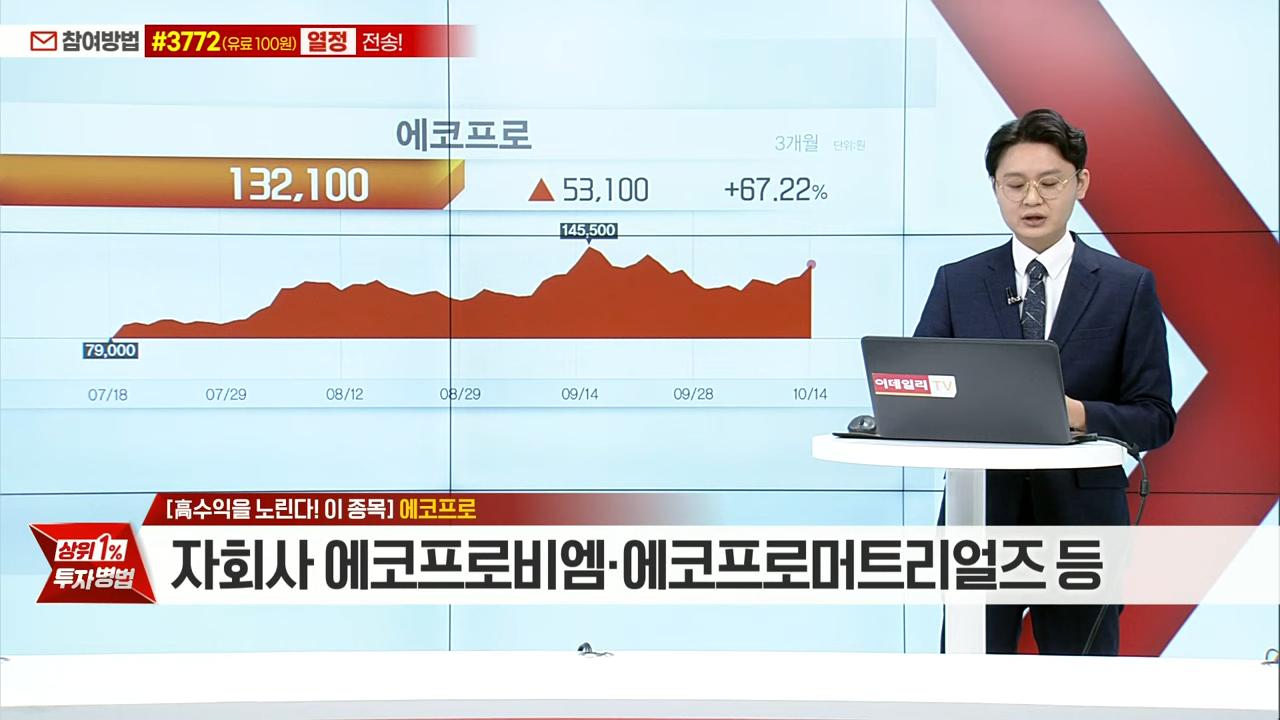 참여방법 #3772(유료 100원) 열정 전송!
에코프로
3개월 단위:원
132,100 ▲ 53,100 +67.22%
145,500
79,000
07/18 07/29 08/12 08/29 09/14 09/28 10/14
이데일리TV
[高수익을 노린다! 이 종목] 에코프로
상위 1%
투자병법
자회사 에코프로비엠·에코프로머트리얼즈 등